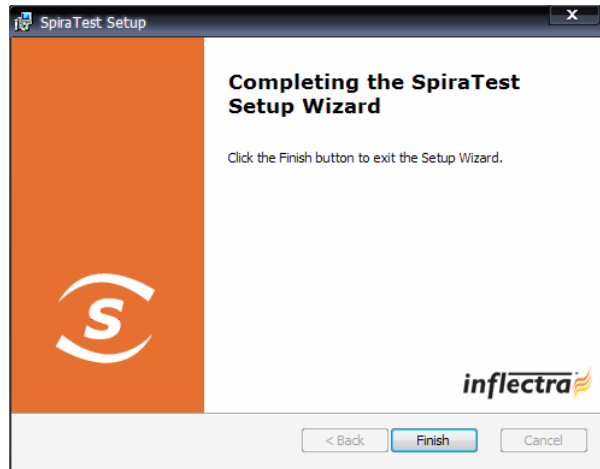 SpiraTest Setup
x
Completing the SpiraTest
Setup Wizard
Click the Finish button to exit the Setup Wizard.
S
inflectra
< Back Finish Cancel